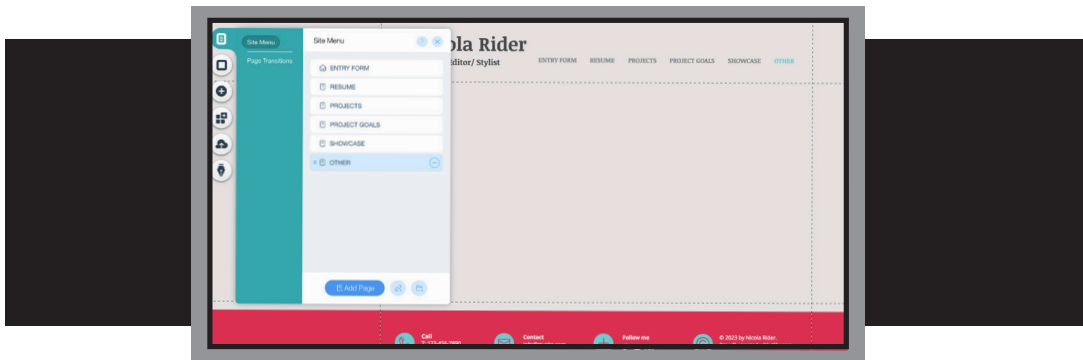 Site Menu
Page Transitions
Site Menu
?
ENTRY FORM
RESUME
PROJECTS
PROJECT GOALS
SHOWCASE
OTHER
Add Page
ola Rider
ditor/ Stylist
ENTRY FORM RESUME PROJECTS PROJECT GOALS SHOWCASE OTHER
Call
Contact
Follow me
© 2023 by Nicola Rider.